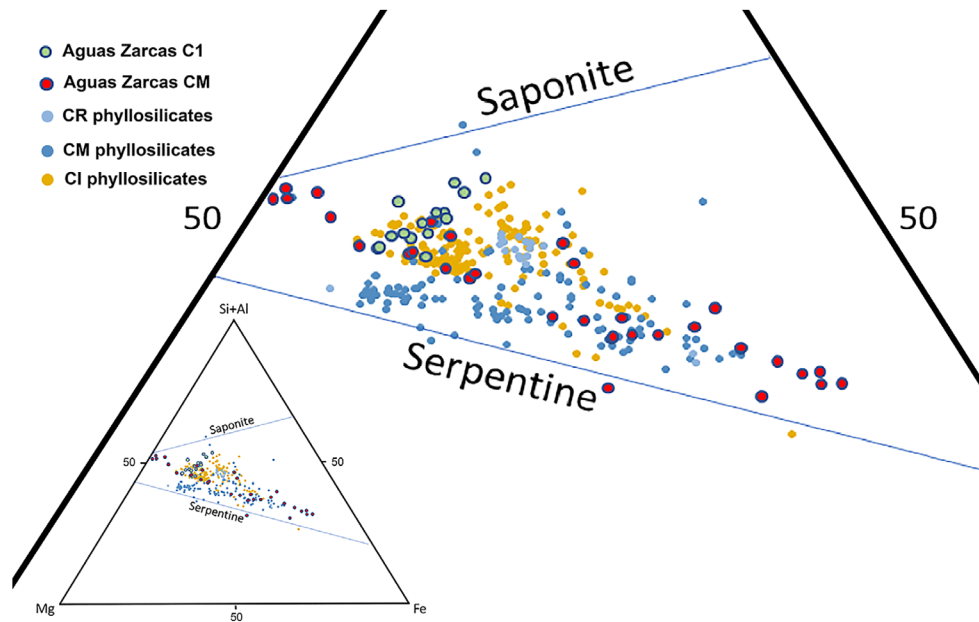 Aguas Zarcas C1
Aguas Zarcas CM
CR phyllosilicates
CM phyllosilicates
CI phyllosilicates
Saponite
50
50
Serpentine
Si+Al
Saponite
50
50
Serpentine
Mg
50
Fe